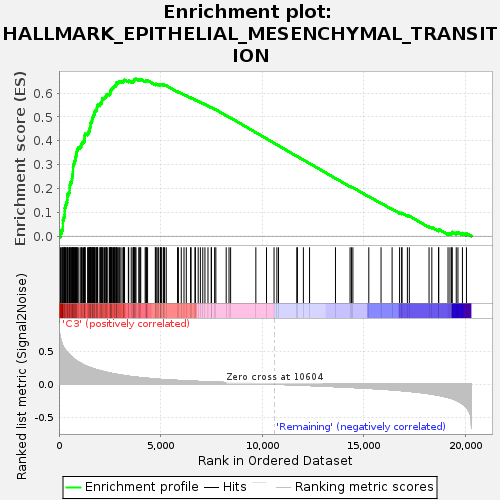 Enrichment plot:
HALLMARK_EPITHELIAL_MESENCHYMAL_TRANSIT
ION
Enrichment score (ES)
0.6
0.5
0.4
0.3
0.2
0.1
0.0
'C3' (positively correlated)
Ranked list metric (Signal2Noise)
0.5
0.0
-0.5
Zero cross at 10604
'Remaining' (negatively correlated)
0
5,000
10,000
15,000
20,000
Rank in Ordered Dataset
Enrichment profile
Hits
Ranking metric scores